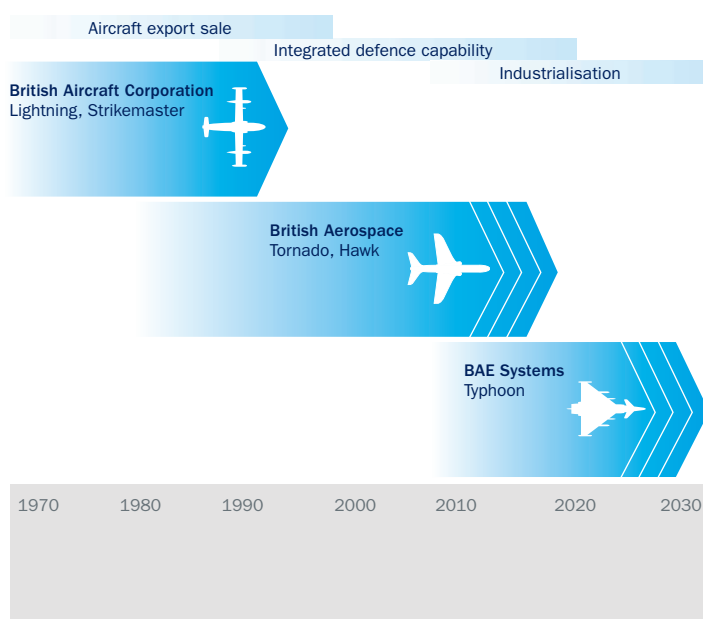 Aircraft export sale
Integrated defence capability
Industrialisation
British Aircraft Corporation
Lightning, Strikemaster
British Aerospace
Tornado, Hawk
BAE Systems
Typhoon
1970 1980 1990 2000 2010 2020 2030